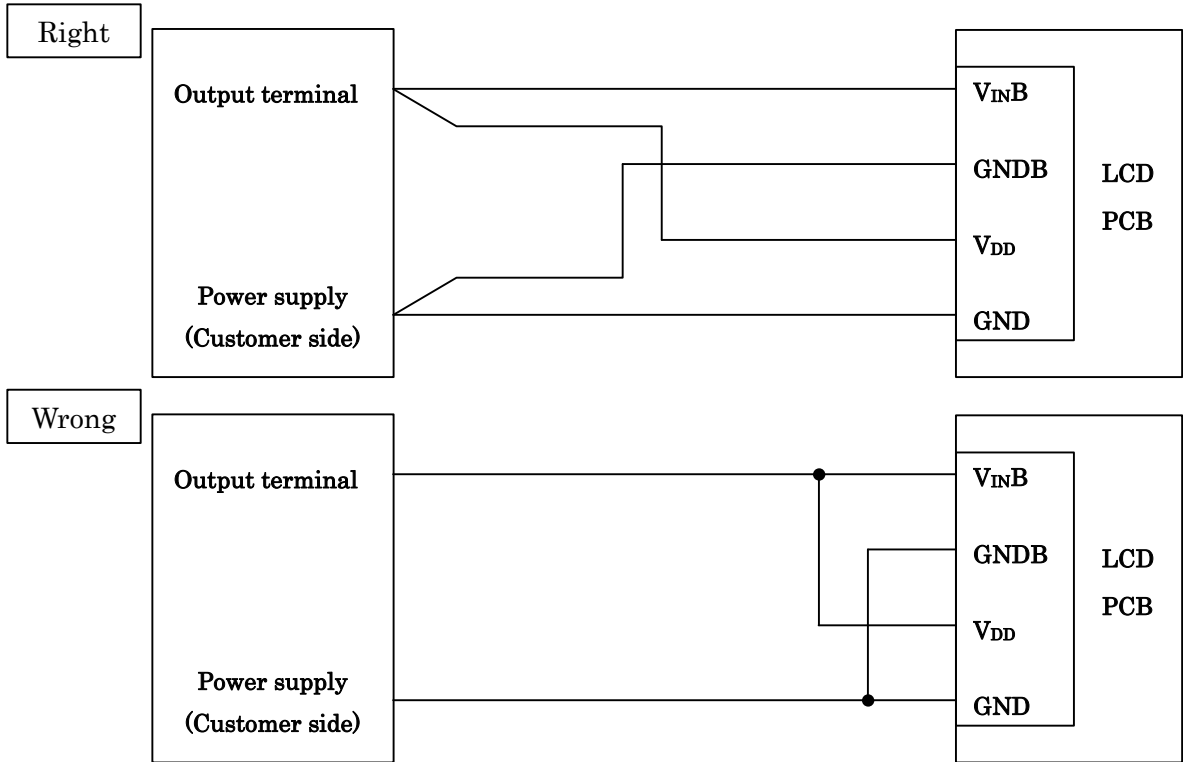 Right
Output terminal
Power supply
(Customer side)
VINB
GNDB
VDD
GND
LCD
PCB
Wrong
Output terminal
Power supply
(Customer side)
VINB
GNDB
VDD
GND
LCD
PCB